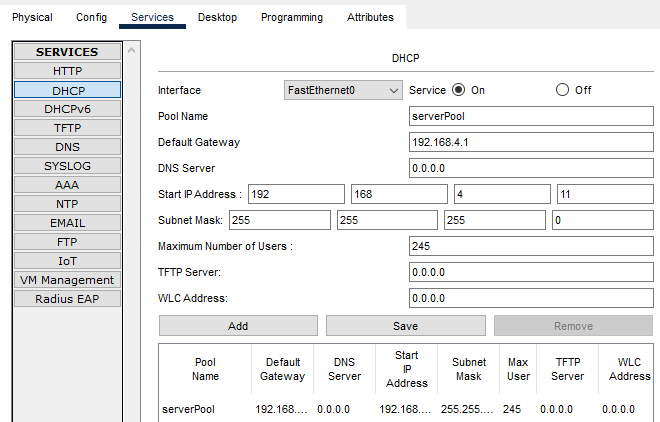 Physical Config Services Desktop Programming Attributes
SERVICES
HTTP
DHCP
DHCPv6
TFTP
DNS
SYSLOG
AAA
NTP
EMAIL
FTP
IoT
VM Management
Radius EAP
DHCP
Interface FastEthernet0 Service On Off
Pool Name serverPool
Default Gateway 192.168.4.1
DNS Server 0.0.0.0
Start IP Address : 192 168 4 11
Subnet Mask: 255 255 255 0
Maximum Number of Users : 245
TFTP Server: 0.0.0.0
WLC Address: 0.0.0.0
Add Save Remove
Pool Name Default Gateway DNS Server Start IP Address Subnet Mask Max User TFTP Server WLC Address
serverPool 192.168.... 0.0.0.0 192.168.... 255.255.... 245 0.0.0.0 0.0.0.0